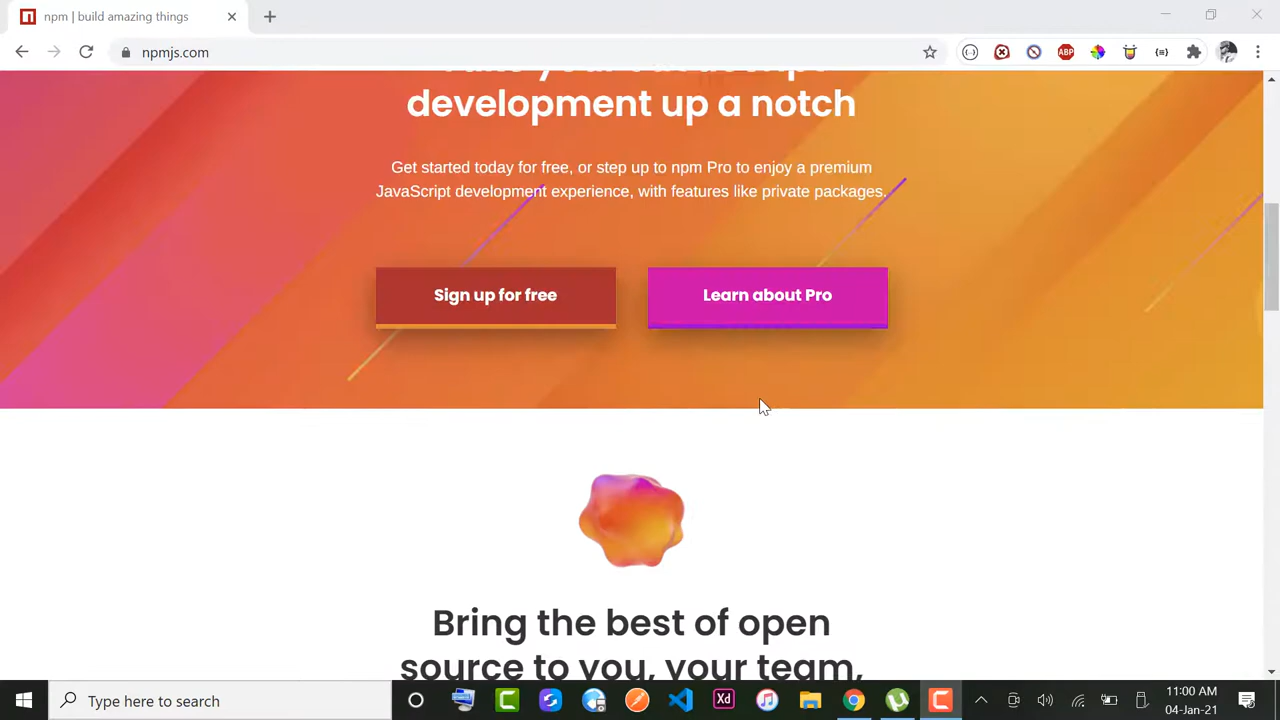 npm | build amazing things
npmjs.com
ABP
development up a notch
Get started today for free, or step up to npm Pro to enjoy a premium
JavaScript development experience, with features like private packages.
Sign up for free
Learn about Pro
Bring the best of open
source to you, your team,
Type here to search
Xd
11:00 AM
04-Jan-21